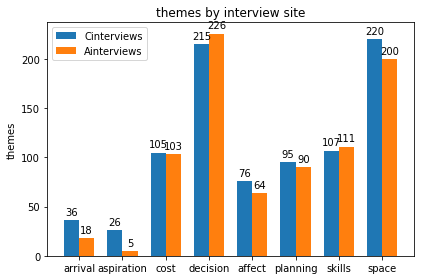 themes by interview site
Cinterviews
Ainterviews
themes
200
150
100
50
0
36 18
26 5
105 103
215 226
76 64
95 90
107 111
220 200
arrival aspiration cost decision affect planning skills space